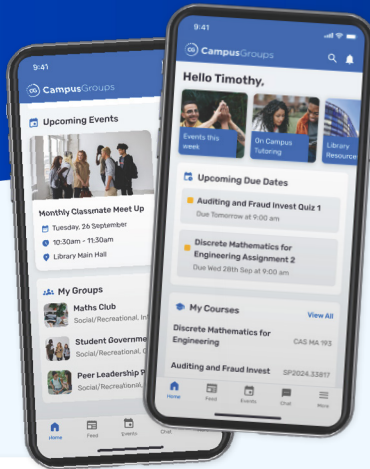 9:41
CampusGroups
Upcoming Events
Monthly Classmate Meet Up
Tuesday, 26 September
10:30am - 11:30am
Library Main Hall
My Groups
Maths Club
Social/Recreational,
Student Governme
Social/Recreational,
Peer Leadership P
Social/Recreational,
Home
Feed
Events
Chat
9:41
CG CampusGroups
Hello Timothy,
Events this
week
On Campus
Tutoring
Library
Resource
Upcoming Due Dates
Auditing and Fraud Invest Quiz 1
Due Tomorrow at 9:00 am
Discrete Mathematics for
Engineering Assignment 2
Due Wed 28th Sep at 9:00 am
My Courses
View All
Discrete Mathematics for
Engineering
CAS MA 193
Auditing and Fraud Invest
SP2024.33817
Home
Feed
Events
Chat
More